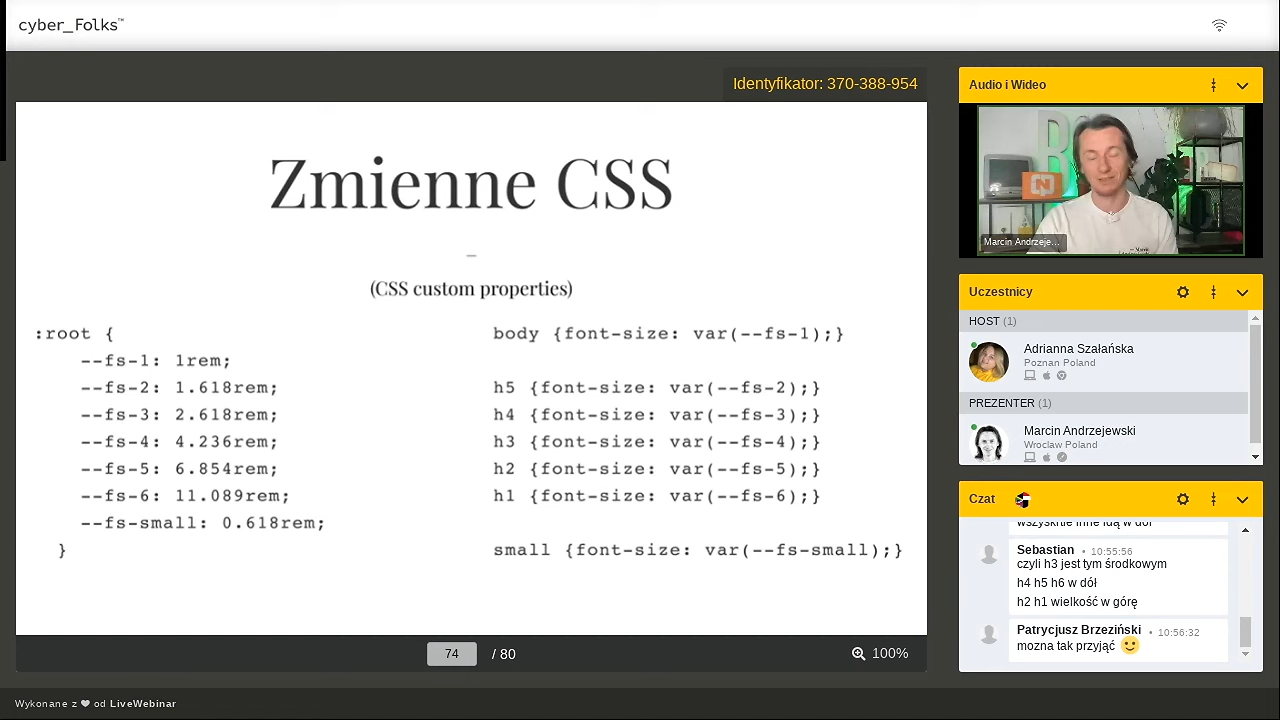 cyber_Folks™
Identyfikator: 370-388-954
Zmienne CSS
–
(CSS custom properties)
:root {
--fs-1: 1rem;
--fs-2: 1.618rem;
--fs-3: 2.618rem;
--fs-4: 4.236rem;
--fs-5: 6.854rem;
--fs-6: 11.089rem;
--fs-small: 0.618rem;
}
body {font-size: var(--fs-1);}
h5 {font-size: var(--fs-2);}
h4 {font-size: var(--fs-3);}
h3 {font-size: var(--fs-4);}
h2 {font-size: var(--fs-5);}
h1 {font-size: var(--fs-6);}
small {font-size: var(--fs-small);}
74 / 80
100%
Audio i Wideo
Marcin Andrzeje...
Uczestnicy
HOST (1)
Adrianna Szałańska
Poznan Poland
PREZENTER (1)
Marcin Andrzejewski
Wroclaw Poland
Czat
wszystkie inne idą w dół
Sebastian • 10:55:56
czyli h3 jest tym środkowym
h4 h5 h6 w dół
h2 h1 wielkość w górę
Patrycjusz Brzeziński • 10:56:32
mozna tak przyjąć 🙂
Wykonane z ❤ od LiveWebinar